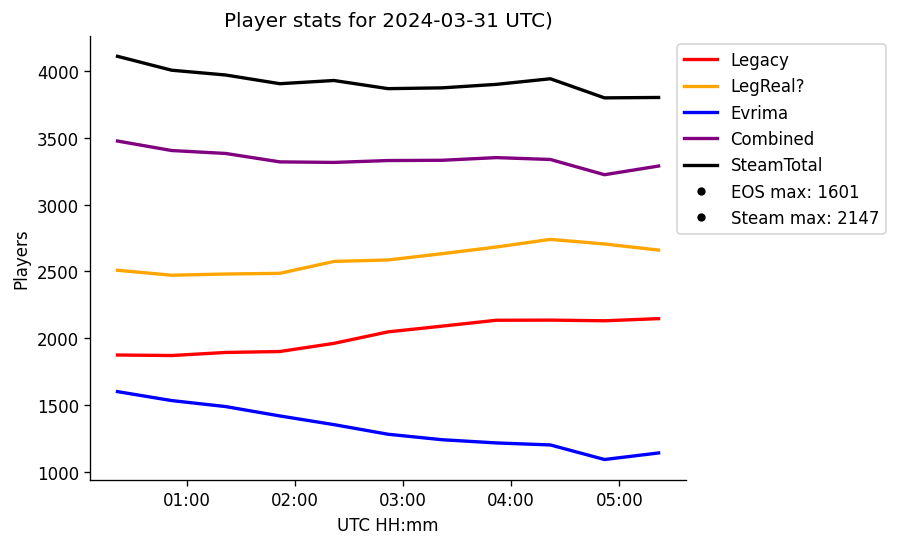 Player stats for 2024-03-31 UTC)
4000
3500
3000
2500
2000
1500
1000
Players
01:00 02:00 03:00 04:00 05:00
UTC HH:mm
Legacy
LegReal?
Evrima
Combined
SteamTotal
EOS max: 1601
Steam max: 2147